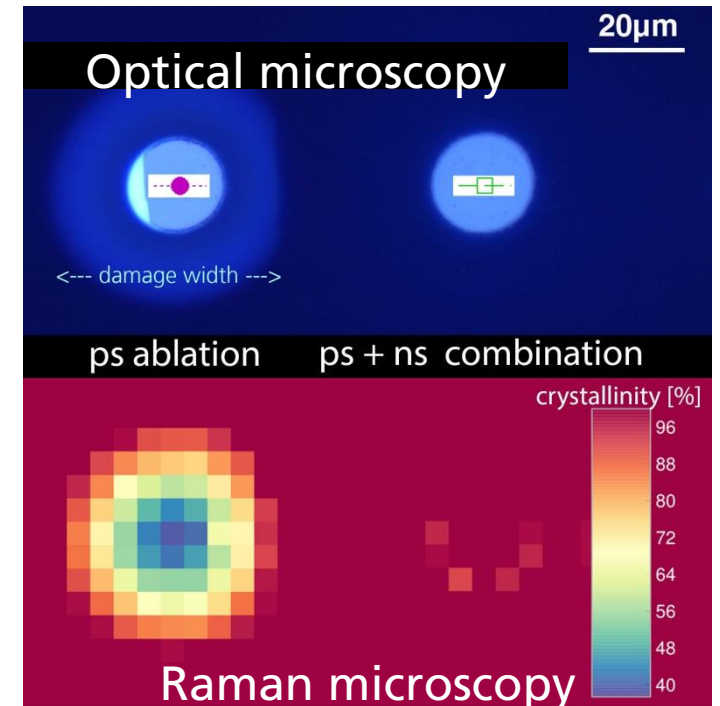 20µm
Optical microscopy
<--- damage width --->
ps ablation
ps + ns combination
crystallinity [%]
96
88
80
72
64
56
48
40
Raman microscopy